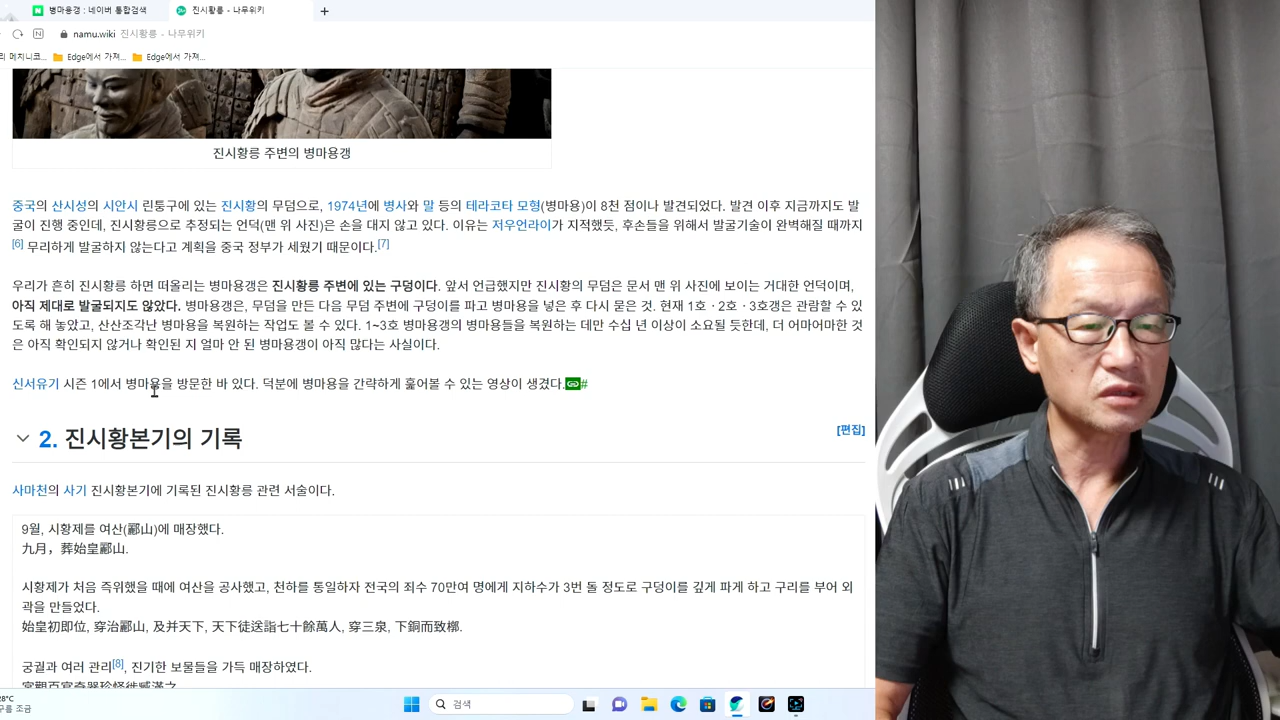 병마용갱 : 네이버 통합검색
진시황릉 - 나무위키
namu.wiki 진시황릉 - 나무위키
리 메치니코... Edge에서 가져... Edge에서 가져...
진시황릉 주변의 병마용갱
중국의 산시성의 시안시 린퉁구에 있는 진시황의 무덤으로, 1974년에 병사와 말 등의 테라코타 모형(병마용)이 8천 점이나 발견되었다. 발견 이후 지금까지도 발
굴이 진행 중인데, 진시황릉으로 추정되는 언덕(맨 위 사진)은 손을 대지 않고 있다. 이유는 저우언라이가 지적했듯, 후손들을 위해서 발굴기술이 완벽해질 때까지
[6] 무리하게 발굴하지 않는다고 계획을 중국 정부가 세웠기 때문이다.[7]
우리가 흔히 진시황릉 하면 떠올리는 병마용갱은 진시황릉 주변에 있는 구덩이다. 앞서 언급했지만 진시황의 무덤은 문서 맨 위 사진에 보이는 거대한 언덕이며,
아직 제대로 발굴되지도 않았다. 병마용갱은, 무덤을 만든 다음 무덤 주변에 구덩이를 파고 병마용을 넣은 후 다시 묻은 것. 현재 1호ㆍ2호ㆍ3호갱은 관람할 수 있
도록 해 놓았고, 산산조각난 병마용을 복원하는 작업도 볼 수 있다. 1~3호 병마용갱의 병마용들을 복원하는 데만 수십 년 이상이 소요될 듯한데, 더 어마어마한 것
은 아직 확인되지 않거나 확인된 지 얼마 안 된 병마용갱이 아직 많다는 사실이다.
신서유기 시즌 1에서 병마용을 방문한 바 있다. 덕분에 병마용을 간략하게 훑어볼 수 있는 영상이 생겼다.#
2. 진시황본기의 기록
[편집]
사마천의 사기 진시황본기에 기록된 진시황릉 관련 서술이다.
9월, 시황제를 여산(酈山)에 매장했다.
九月，葬始皇酈山.
시황제가 처음 즉위했을 때에 여산을 공사했고, 천하를 통일하자 전국의 죄수 70만여 명에게 지하수가 3번 돌 정도로 구덩이를 깊게 파게 하고 구리를 부어 외
곽을 만들었다.
始皇初即位, 穿治酈山, 及并天下, 天下徒送詣七十餘萬人, 穿三泉, 下銅而致槨.
궁궐과 여러 관리[8], 진기한 보물들을 가득 매장하였다.
宮觀百官奇器珍怪徙臧滿之.
28°C
구름 조금
검색